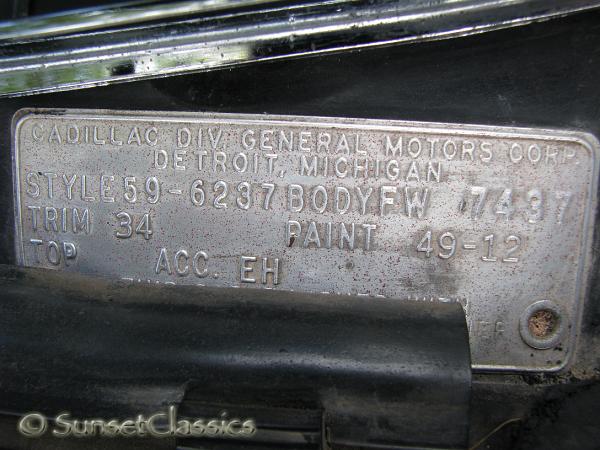 CADILLAC DIV. GENERAL MOTORS CORP.
DETROIT, MICHIGAN
STYLE 59-6237 BODY FW 7437
TRIM 34 PAINT 49-12
TOP ACC. EH
© SunsetClassics